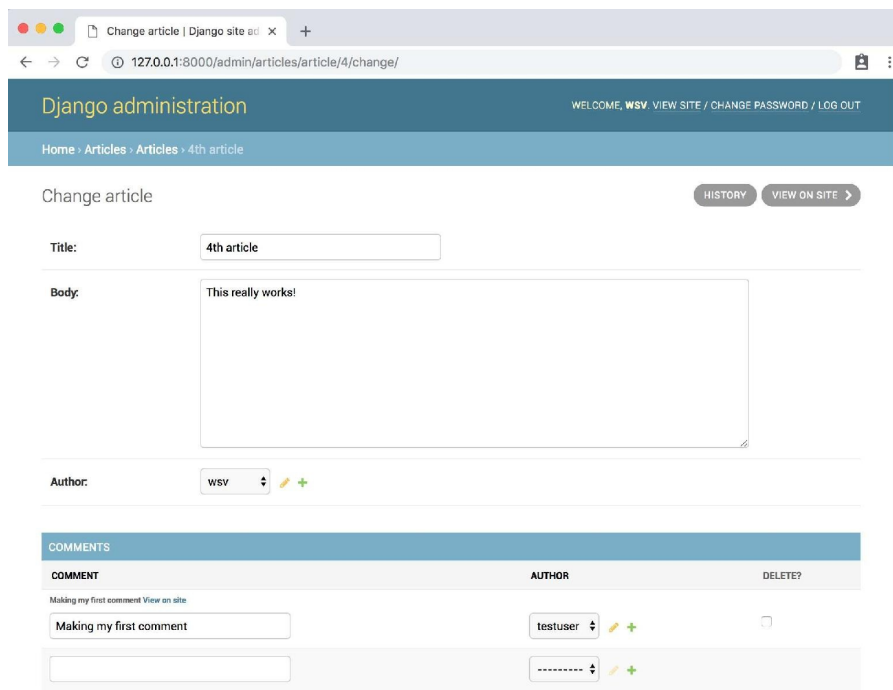 Change article | Django site ad
127.0.0.1:8000/admin/articles/article/4/change/
Django administration
WELCOME, WSV. VIEW SITE / CHANGE PASSWORD / LOG OUT
Home › Articles › Articles › 4th article
Change article
HISTORY
VIEW ON SITE
Title:
4th article
Body:
This really works!
Author:
wsv
COMMENTS
COMMENT AUTHOR DELETE?
Making my first comment View on site
Making my first comment
testuser
---------